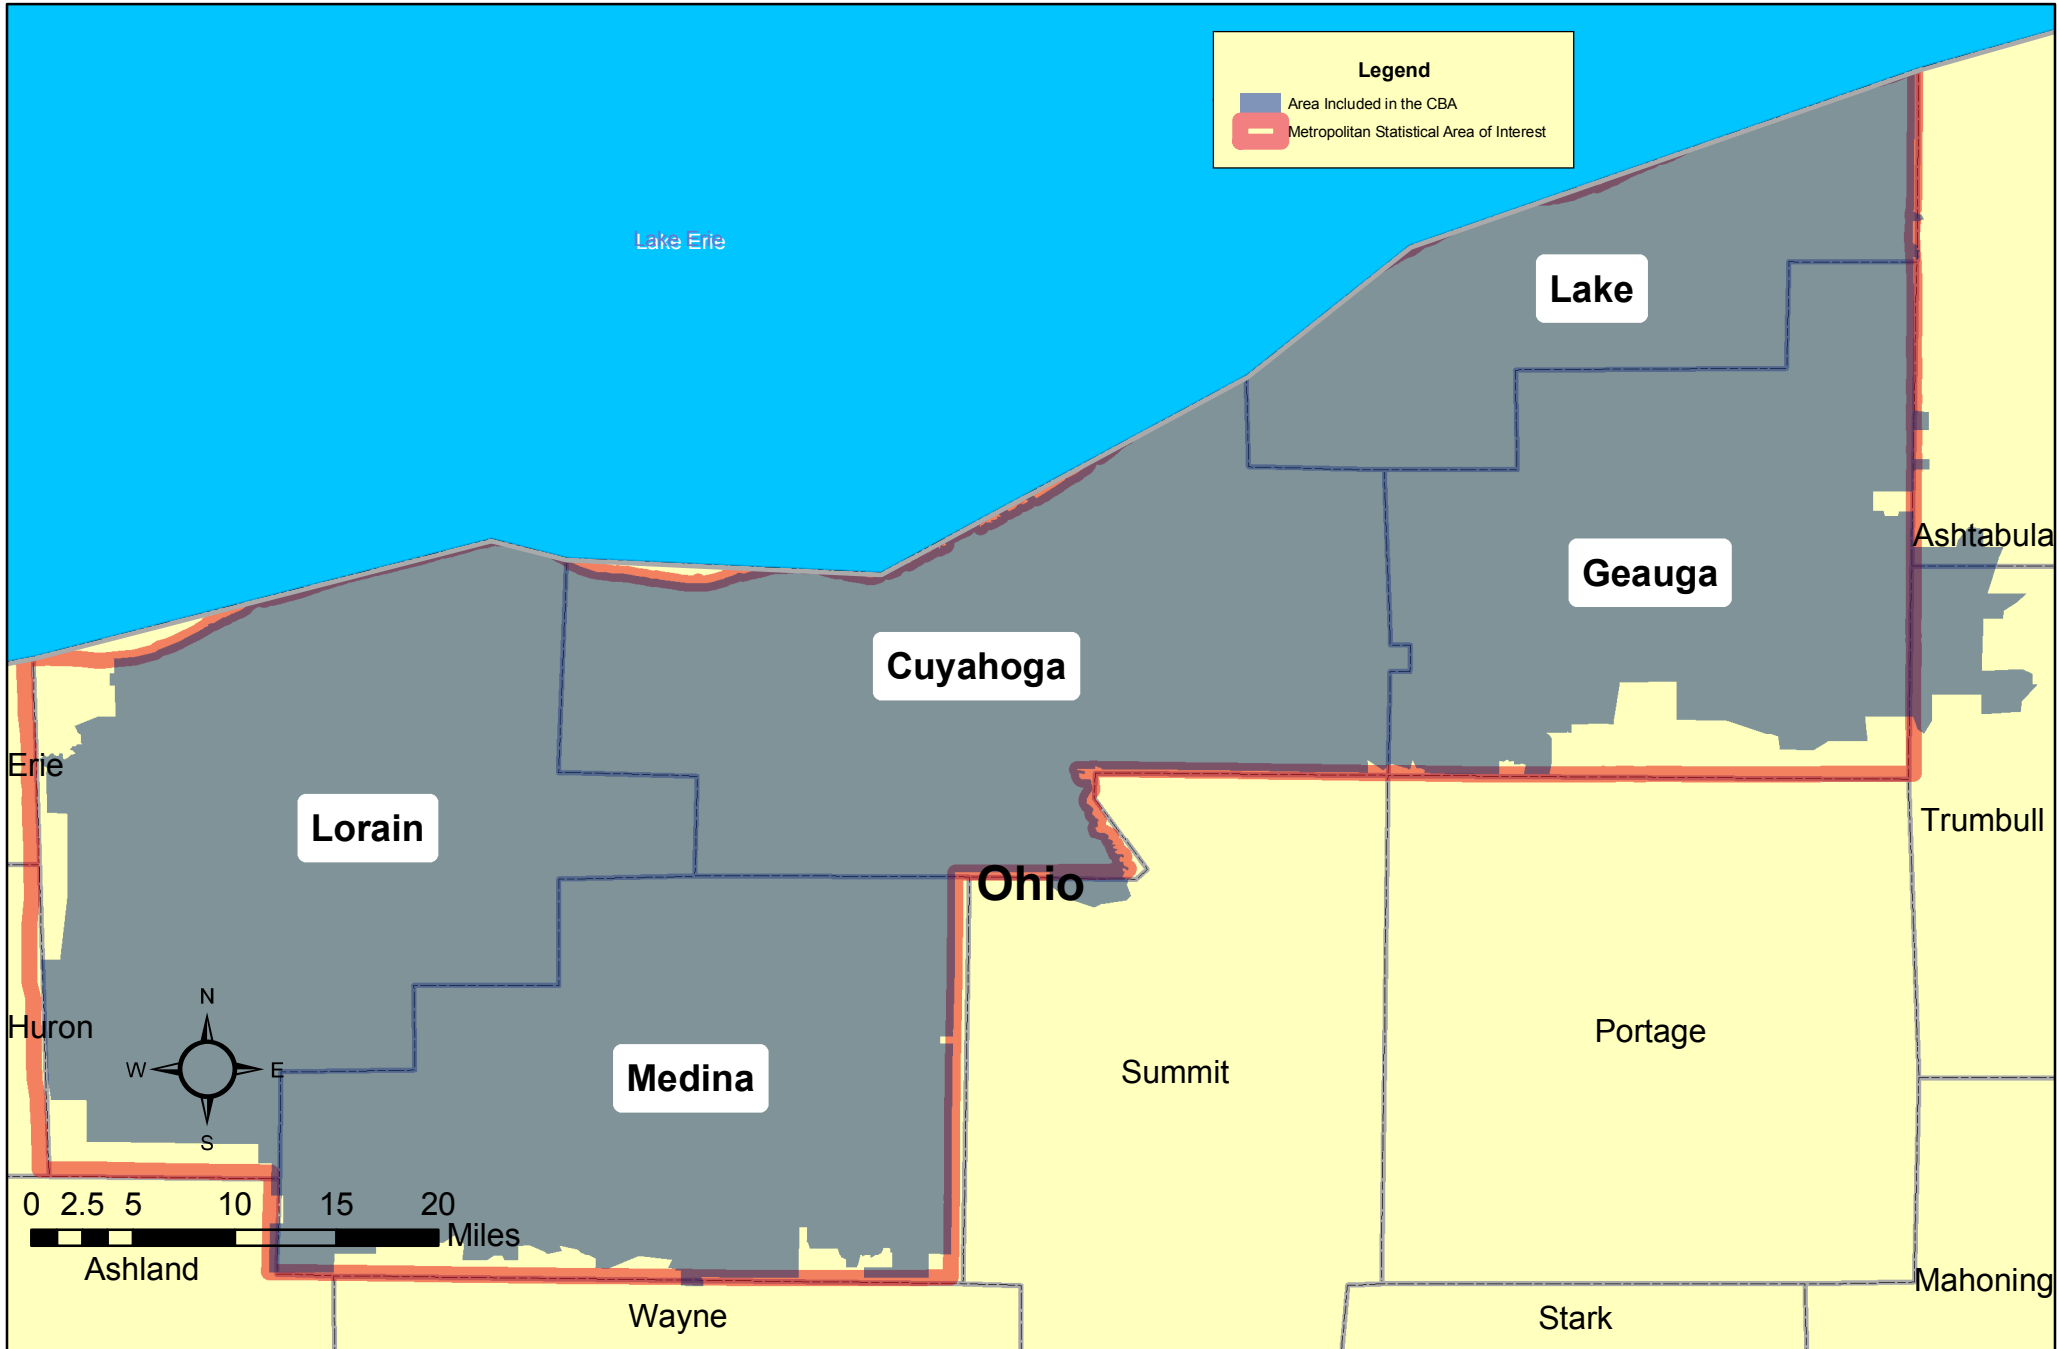 Legend
Area Included in the CBA
Metropolitan Statistical Area of Interest
Lake Erie
Lake
Ashtabula
Geauga
Cuyahoga
Erie
Lorain
Trumbull
Ohio
N
Huron
W E
S
Medina
Summit
Portage
0 2.5 5 10 15 20
Miles
Ashland
Wayne
Stark
Mahoning